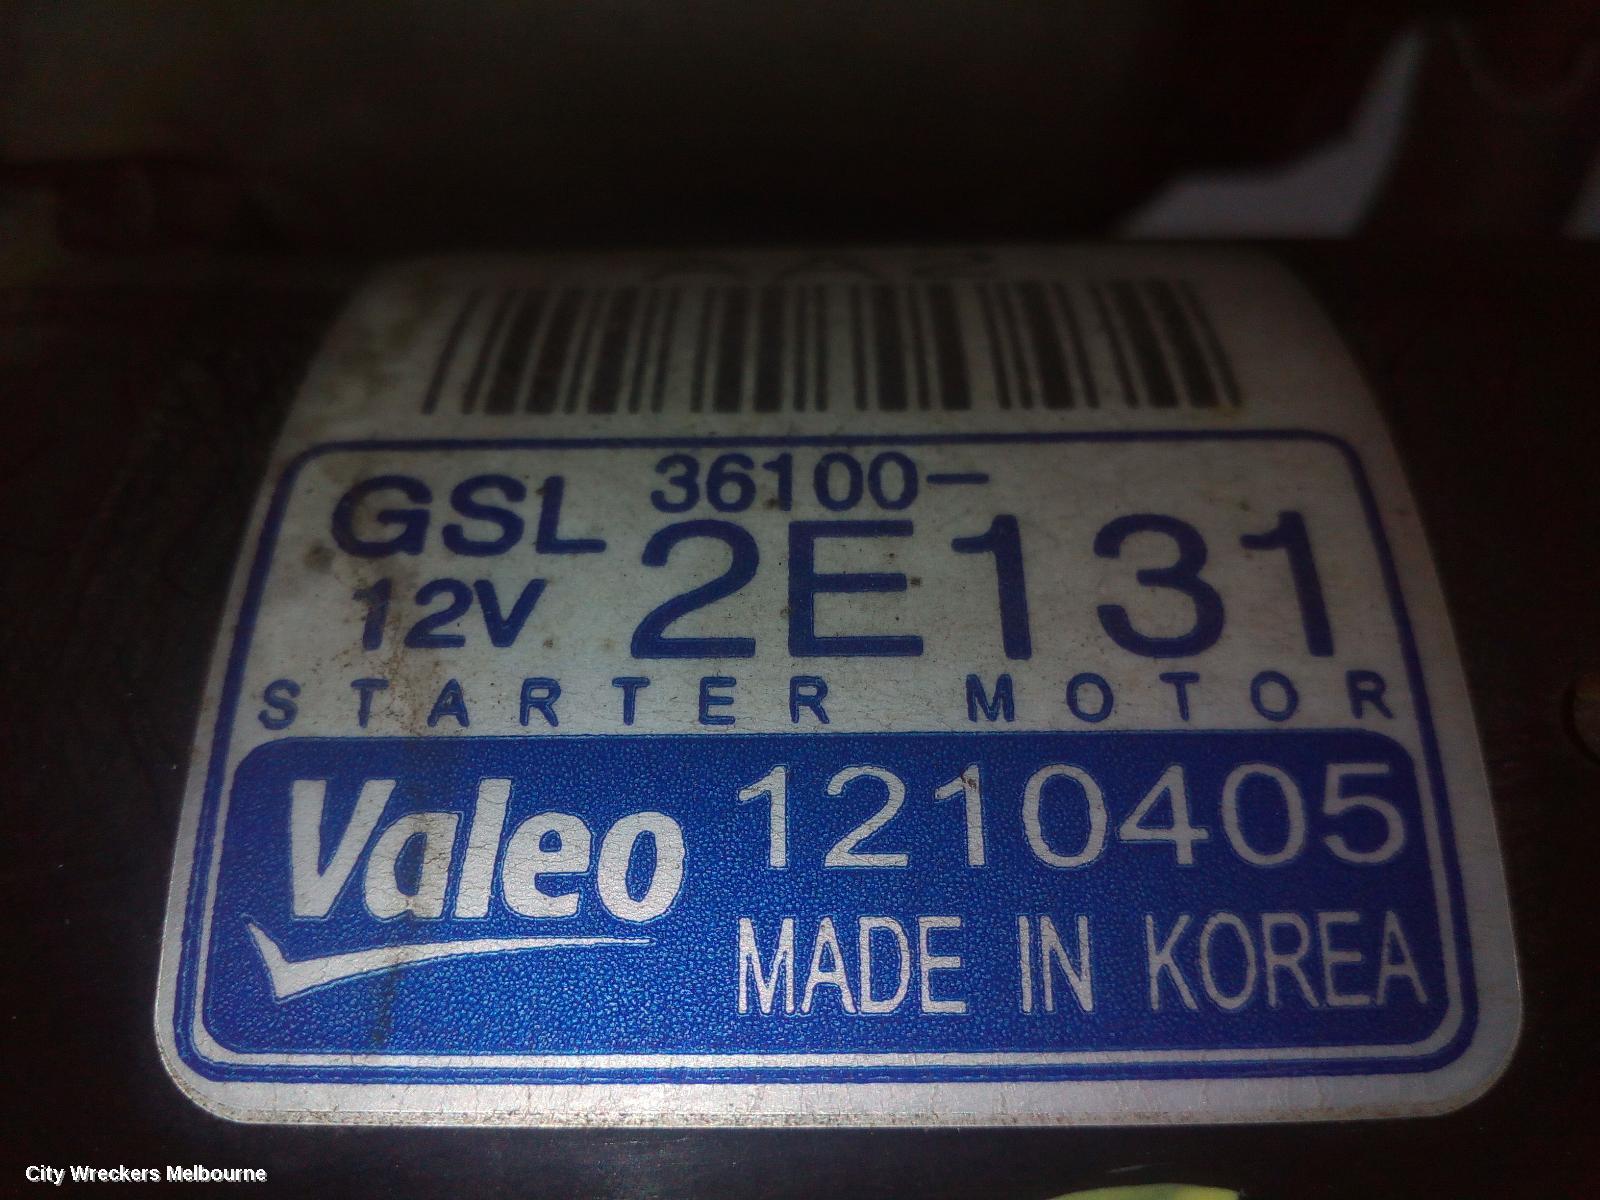 GSL 36100-
12V 2E131
STARTER MOTOR
Valeo 1210405
MADE IN KOREA
City Wreckers Melbourne